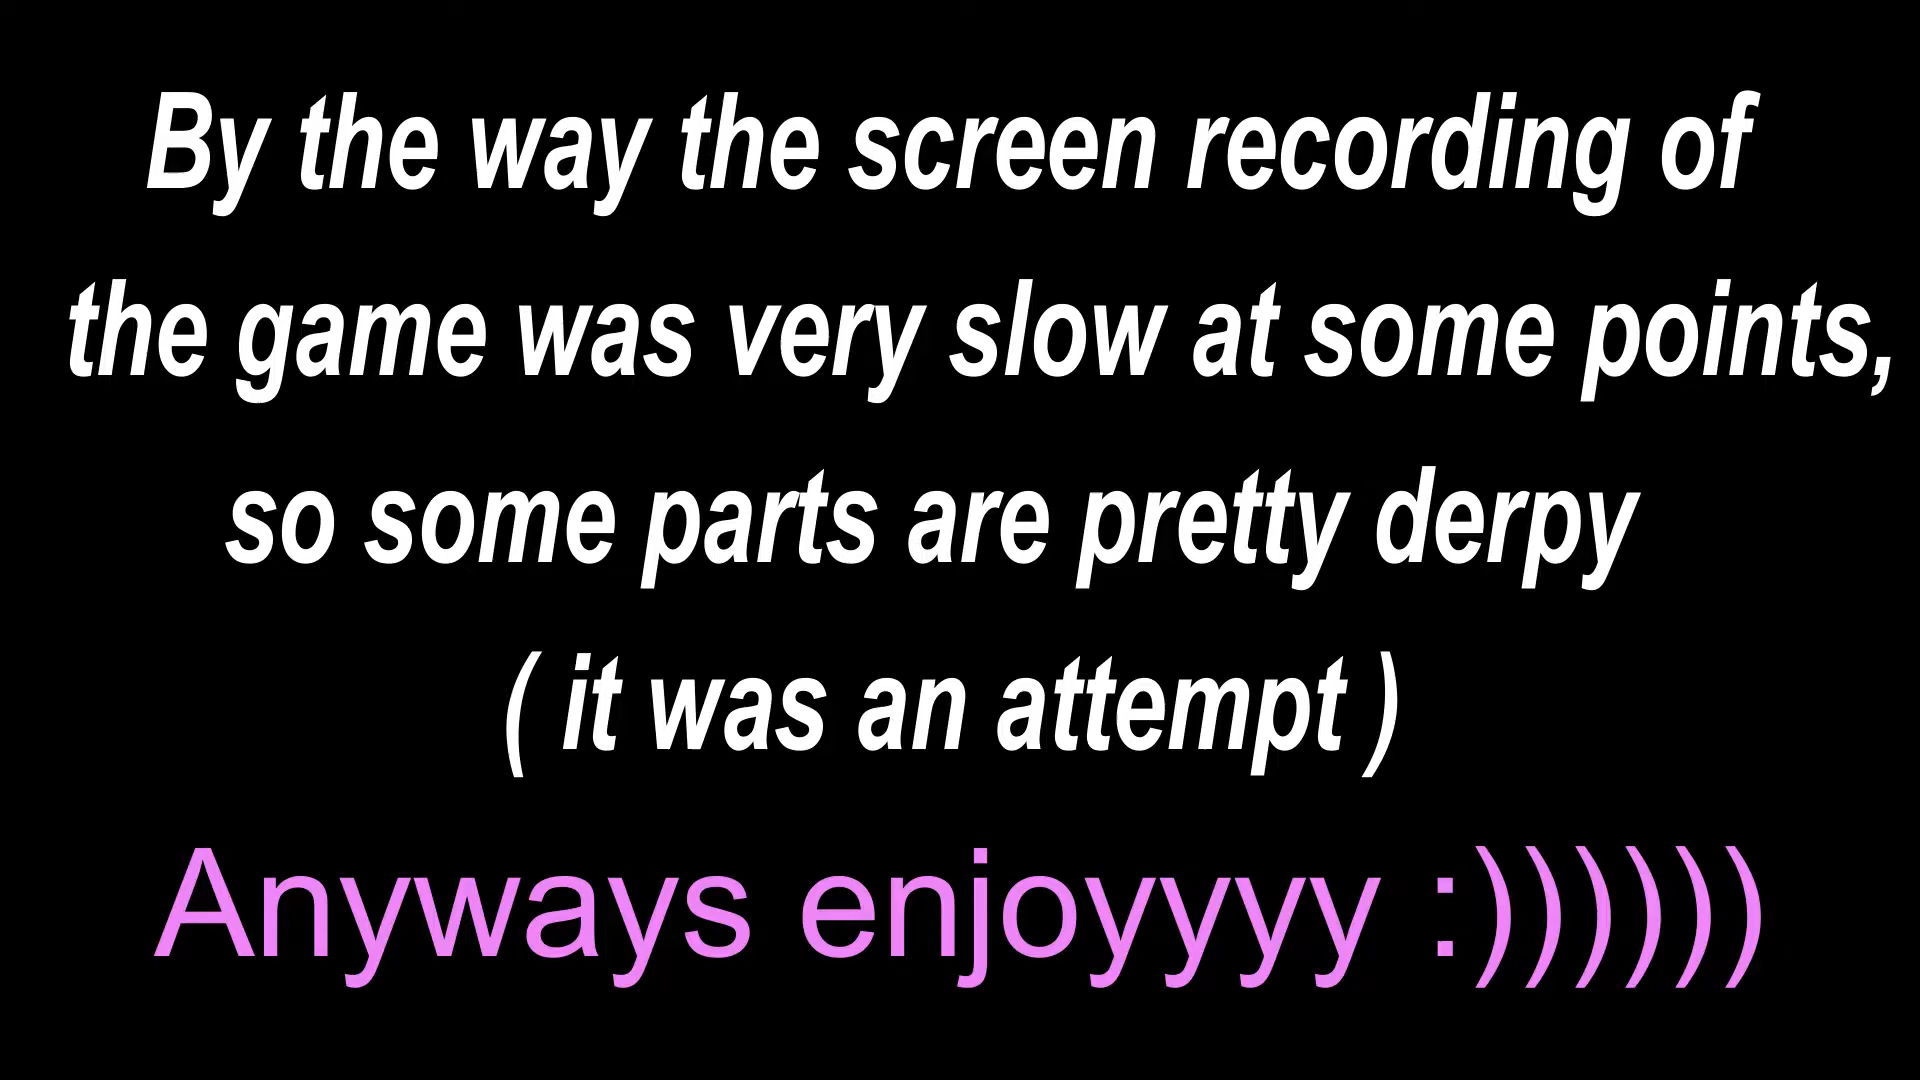 By the way the screen recording of
the game was very slow at some points,
so some parts are pretty derpy
( it was an attempt )
Anyways enjoyyyy :))))))